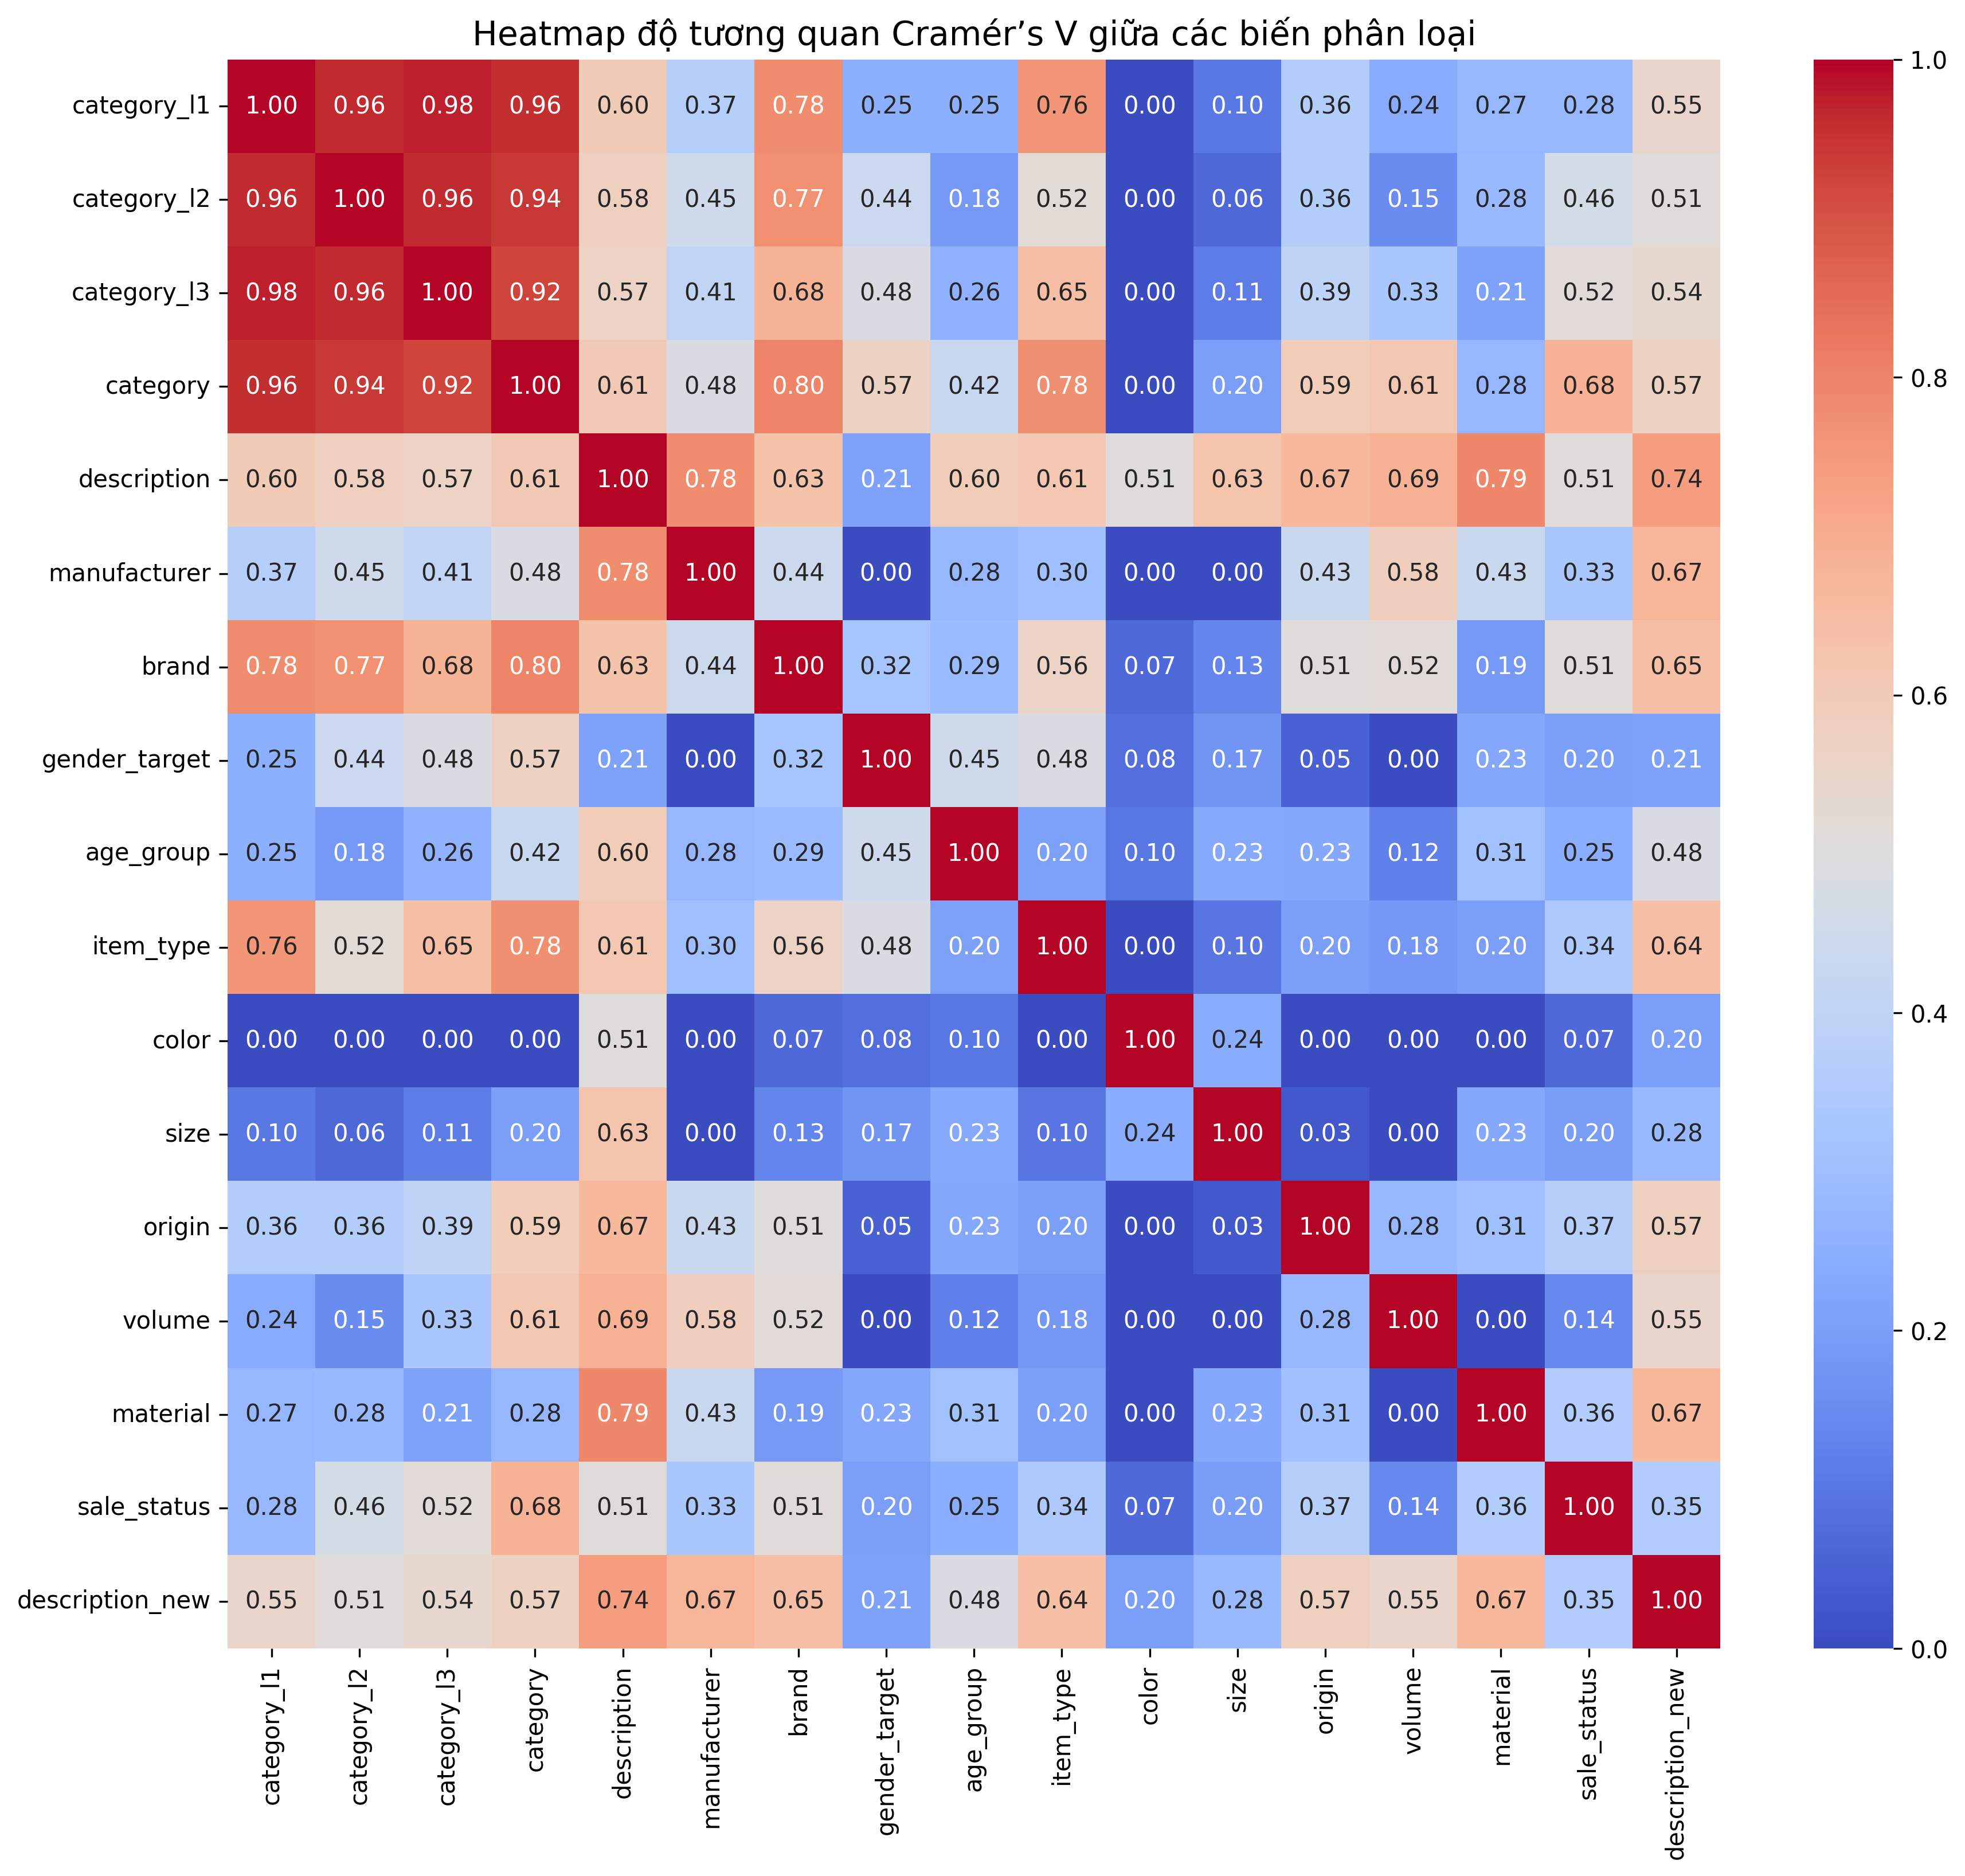 Heatmap độ tương quan Cramér’s V giữa các biến phân loại
category_l1 1.00 0.96 0.98 0.96 0.60 0.37 0.78 0.25 0.25 0.76 0.00 0.10 0.36 0.24 0.27 0.28 0.55
category_l2 0.96 1.00 0.96 0.94 0.58 0.45 0.77 0.44 0.18 0.52 0.00 0.06 0.36 0.15 0.28 0.46 0.51
category_l3 0.98 0.96 1.00 0.92 0.57 0.41 0.68 0.48 0.26 0.65 0.00 0.11 0.39 0.33 0.21 0.52 0.54
category 0.96 0.94 0.92 1.00 0.61 0.48 0.80 0.57 0.42 0.78 0.00 0.20 0.59 0.61 0.28 0.68 0.57
description 0.60 0.58 0.57 0.61 1.00 0.78 0.63 0.21 0.60 0.61 0.51 0.63 0.67 0.69 0.79 0.51 0.74
manufacturer 0.37 0.45 0.41 0.48 0.78 1.00 0.44 0.00 0.28 0.30 0.00 0.00 0.43 0.58 0.43 0.33 0.67
brand 0.78 0.77 0.68 0.80 0.63 0.44 1.00 0.32 0.29 0.56 0.07 0.13 0.51 0.52 0.19 0.51 0.65
gender_target 0.25 0.44 0.48 0.57 0.21 0.00 0.32 1.00 0.45 0.48 0.08 0.17 0.05 0.00 0.23 0.20 0.21
age_group 0.25 0.18 0.26 0.42 0.60 0.28 0.29 0.45 1.00 0.20 0.10 0.23 0.23 0.12 0.31 0.25 0.48
item_type 0.76 0.52 0.65 0.78 0.61 0.30 0.56 0.48 0.20 1.00 0.00 0.10 0.20 0.18 0.20 0.34 0.64
color 0.00 0.00 0.00 0.00 0.51 0.00 0.07 0.08 0.10 0.00 1.00 0.24 0.00 0.00 0.00 0.07 0.20
size 0.10 0.06 0.11 0.20 0.63 0.00 0.13 0.17 0.23 0.10 0.24 1.00 0.03 0.00 0.23 0.20 0.28
origin 0.36 0.36 0.39 0.59 0.67 0.43 0.51 0.05 0.23 0.20 0.00 0.03 1.00 0.28 0.31 0.37 0.57
volume 0.24 0.15 0.33 0.61 0.69 0.58 0.52 0.00 0.12 0.18 0.00 0.00 0.28 1.00 0.00 0.14 0.55
material 0.27 0.28 0.21 0.28 0.79 0.43 0.19 0.23 0.31 0.20 0.00 0.23 0.31 0.00 1.00 0.36 0.67
sale_status 0.28 0.46 0.52 0.68 0.51 0.33 0.51 0.20 0.25 0.34 0.07 0.20 0.37 0.14 0.36 1.00 0.35
description_new 0.55 0.51 0.54 0.57 0.74 0.67 0.65 0.21 0.48 0.64 0.20 0.28 0.57 0.55 0.67 0.35 1.00
category_l1
category_l2
category_l3
category
description
manufacturer
brand
gender_target
age_group
item_type
color
size
origin
volume
material
sale_status
description_new
1.0
0.8
0.6
0.4
0.2
0.0